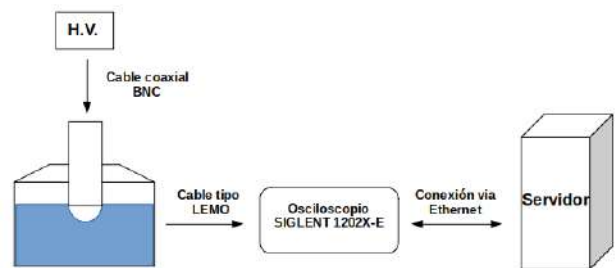 H.V.
Cable coaxial
BNC
Cable tipo
LEMO
Osciloscopio
SIGLENT 1202X-E
Conexión via
Ethernet
Servidor